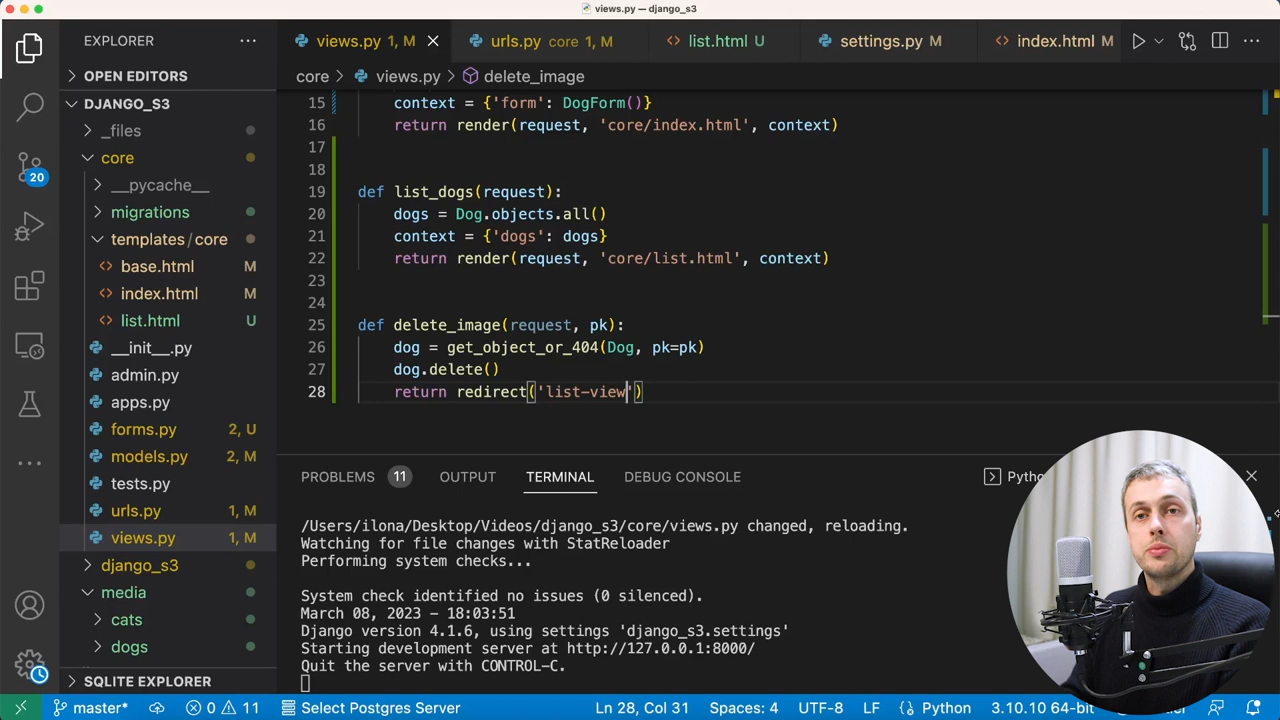 views.py — django_s3
EXPLORER
OPEN EDITORS
DJANGO_S3
_files
core
__pycache__
migrations
templates/core
base.html M
index.html M
list.html U
__init__.py
admin.py
apps.py
forms.py 2, U
models.py 2, M
tests.py
urls.py 1, M
views.py 1, M
django_s3
media
cats
dogs
SQLITE EXPLORER
20
views.py 1, M
urls.py core 1, M
list.html U
settings.py M
index.html M
core > views.py > delete_image
15 context = {'form': DogForm()}
16 return render(request, 'core/index.html', context)
17
18
19 def list_dogs(request):
20 dogs = Dog.objects.all()
21 context = {'dogs': dogs}
22 return render(request, 'core/list.html', context)
23
24
25 def delete_image(request, pk):
26 dog = get_object_or_404(Dog, pk=pk)
27 dog.delete()
28 return redirect('list-view')
PROBLEMS 11 OUTPUT TERMINAL DEBUG CONSOLE
/Users/ilona/Desktop/Videos/django_s3/core/views.py changed, reloading.
Watching for file changes with StatReloader
Performing system checks...
System check identified no issues (0 silenced).
March 08, 2023 - 18:03:51
Django version 4.1.6, using settings 'django_s3.settings'
Starting development server at http://127.0.0.1:8000/
Quit the server with CONTROL-C.
master* 0 11 Select Postgres Server Ln 28, Col 31 Spaces: 4 UTF-8 LF Python 3.10.10 64-bit